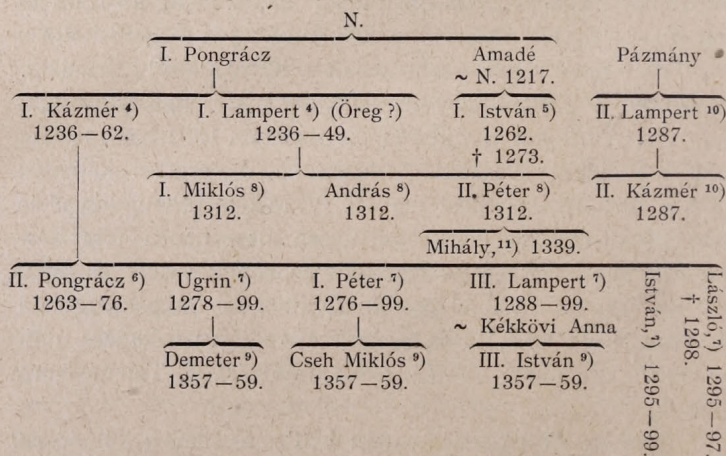 N.
I. Pongrácz Amadé Pázmány
~ N. 1217.
I. Kázmér ⁴) I. Lampert ⁴) (Öreg ?) I. István ⁵) II. Lampert ¹⁰)
1236—62. 1236—49. 1262. 1287.
† 1273.
I. Miklós ⁸) András ⁸) II. Péter ⁸) II. Kázmér ¹⁰)
1312. 1312. 1312. 1287.
Mihály,¹¹) 1339.
II. Pongrácz ⁶) Ugrin ⁷) I. Péter ⁷) III. Lampert ⁷)
1263—76. 1278—99. 1276—99. 1288—99.
~ Kékkövi Anna
Demeter ⁹) Cseh Miklós ⁹) III. István ⁹)
1357—59. 1357—59. 1357—59.
István,⁷) 1295—99.
László,⁷) 1295—97.
† 1298.